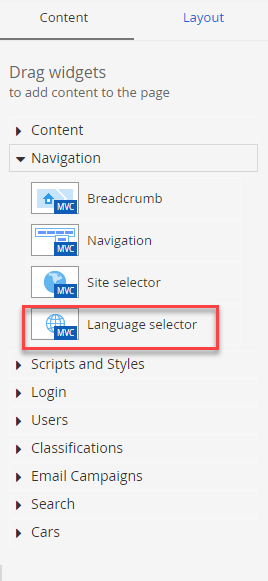 Content Layout
Drag widgets
to add content to the page
Content
Navigation
MVC Breadcrumb
MVC Navigation
MVC Site selector
MVC Language selector
Scripts and Styles
Login
Users
Classifications
Email Campaigns
Search
Cars